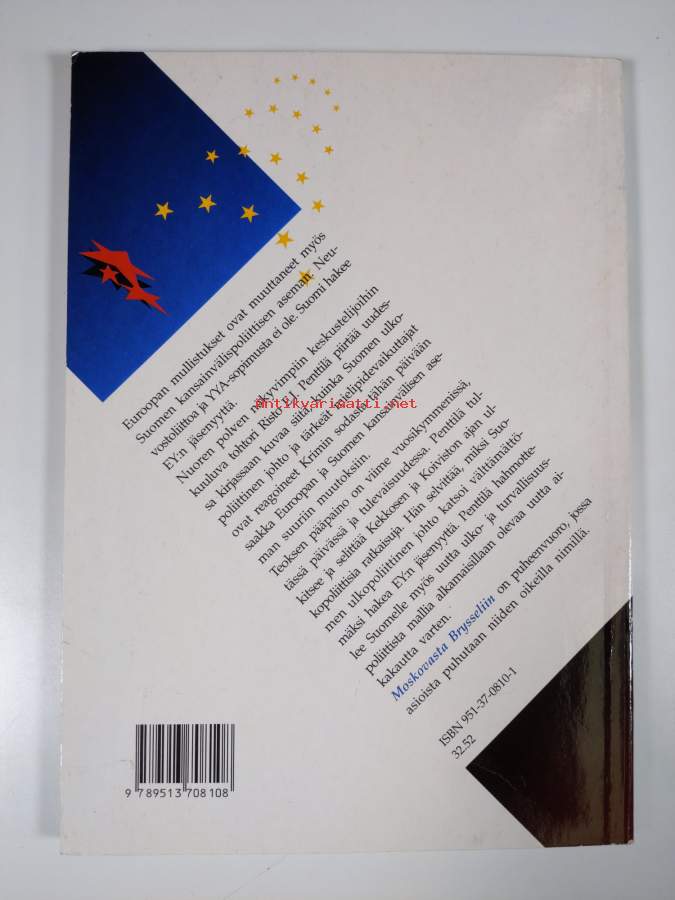 Euroopan mullistukset ovat muuttaneet myös
Suomen kansainvälispoliittisen aseman. Neu-
vostoliittoa ja YYA-sopimusta ei ole. Suomi hakee
EY:n jäsenyyttä.
Nuoren polven pätevimpiin keskustelijoihin
kuuluva tohtori Risto E.J. Penttilä piirtää uudes-
sa kirjassaan kuvaa siitä, kuinka Suomen ulko-
poliittinen johto ja tärkeät mielipidevaikuttajat
ovat reagoineet Krimin sodasta tähän päivään
saakka Euroopan ja Suomen kansainvälisen ase-
man suuriin muutoksiin.
Teoksen pääpaino on viime vuosikymmenissä,
tässä päivässä ja tulevaisuudessa. Penttilä tul-
kitsee ja selittää Kekkosen ja Koiviston ajan ul-
kopoliittisia ratkaisuja. Hän selvittää, miksi Suo-
men ulkopoliittinen johto katsoi välttämättö-
mäksi hakea EY:n jäsenyyttä. Penttilä hahmotte-
lee Suomelle myös uutta ulko- ja turvallisuus-
poliittista mallia alkamaisillaan olevaa uutta ai-
kakautta varten.
Moskovasta Brysseliin on puheenvuoro, jossa
asioista puhutaan niiden oikeilla nimillä.
ISBN 951-37-0810-1
32.52
9 789513 708108
antikvariaatti.net